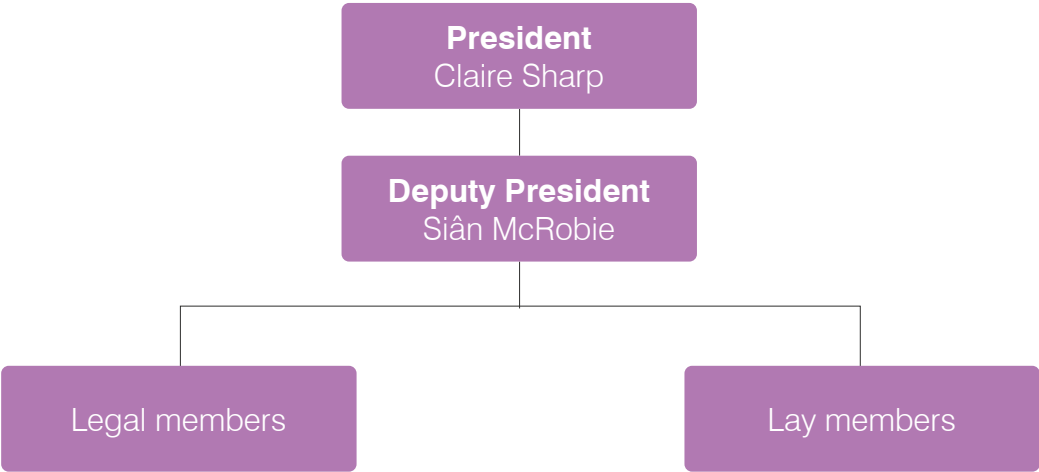 President
Claire Sharp
Deputy President
Siân McRobie
Legal members
Lay members